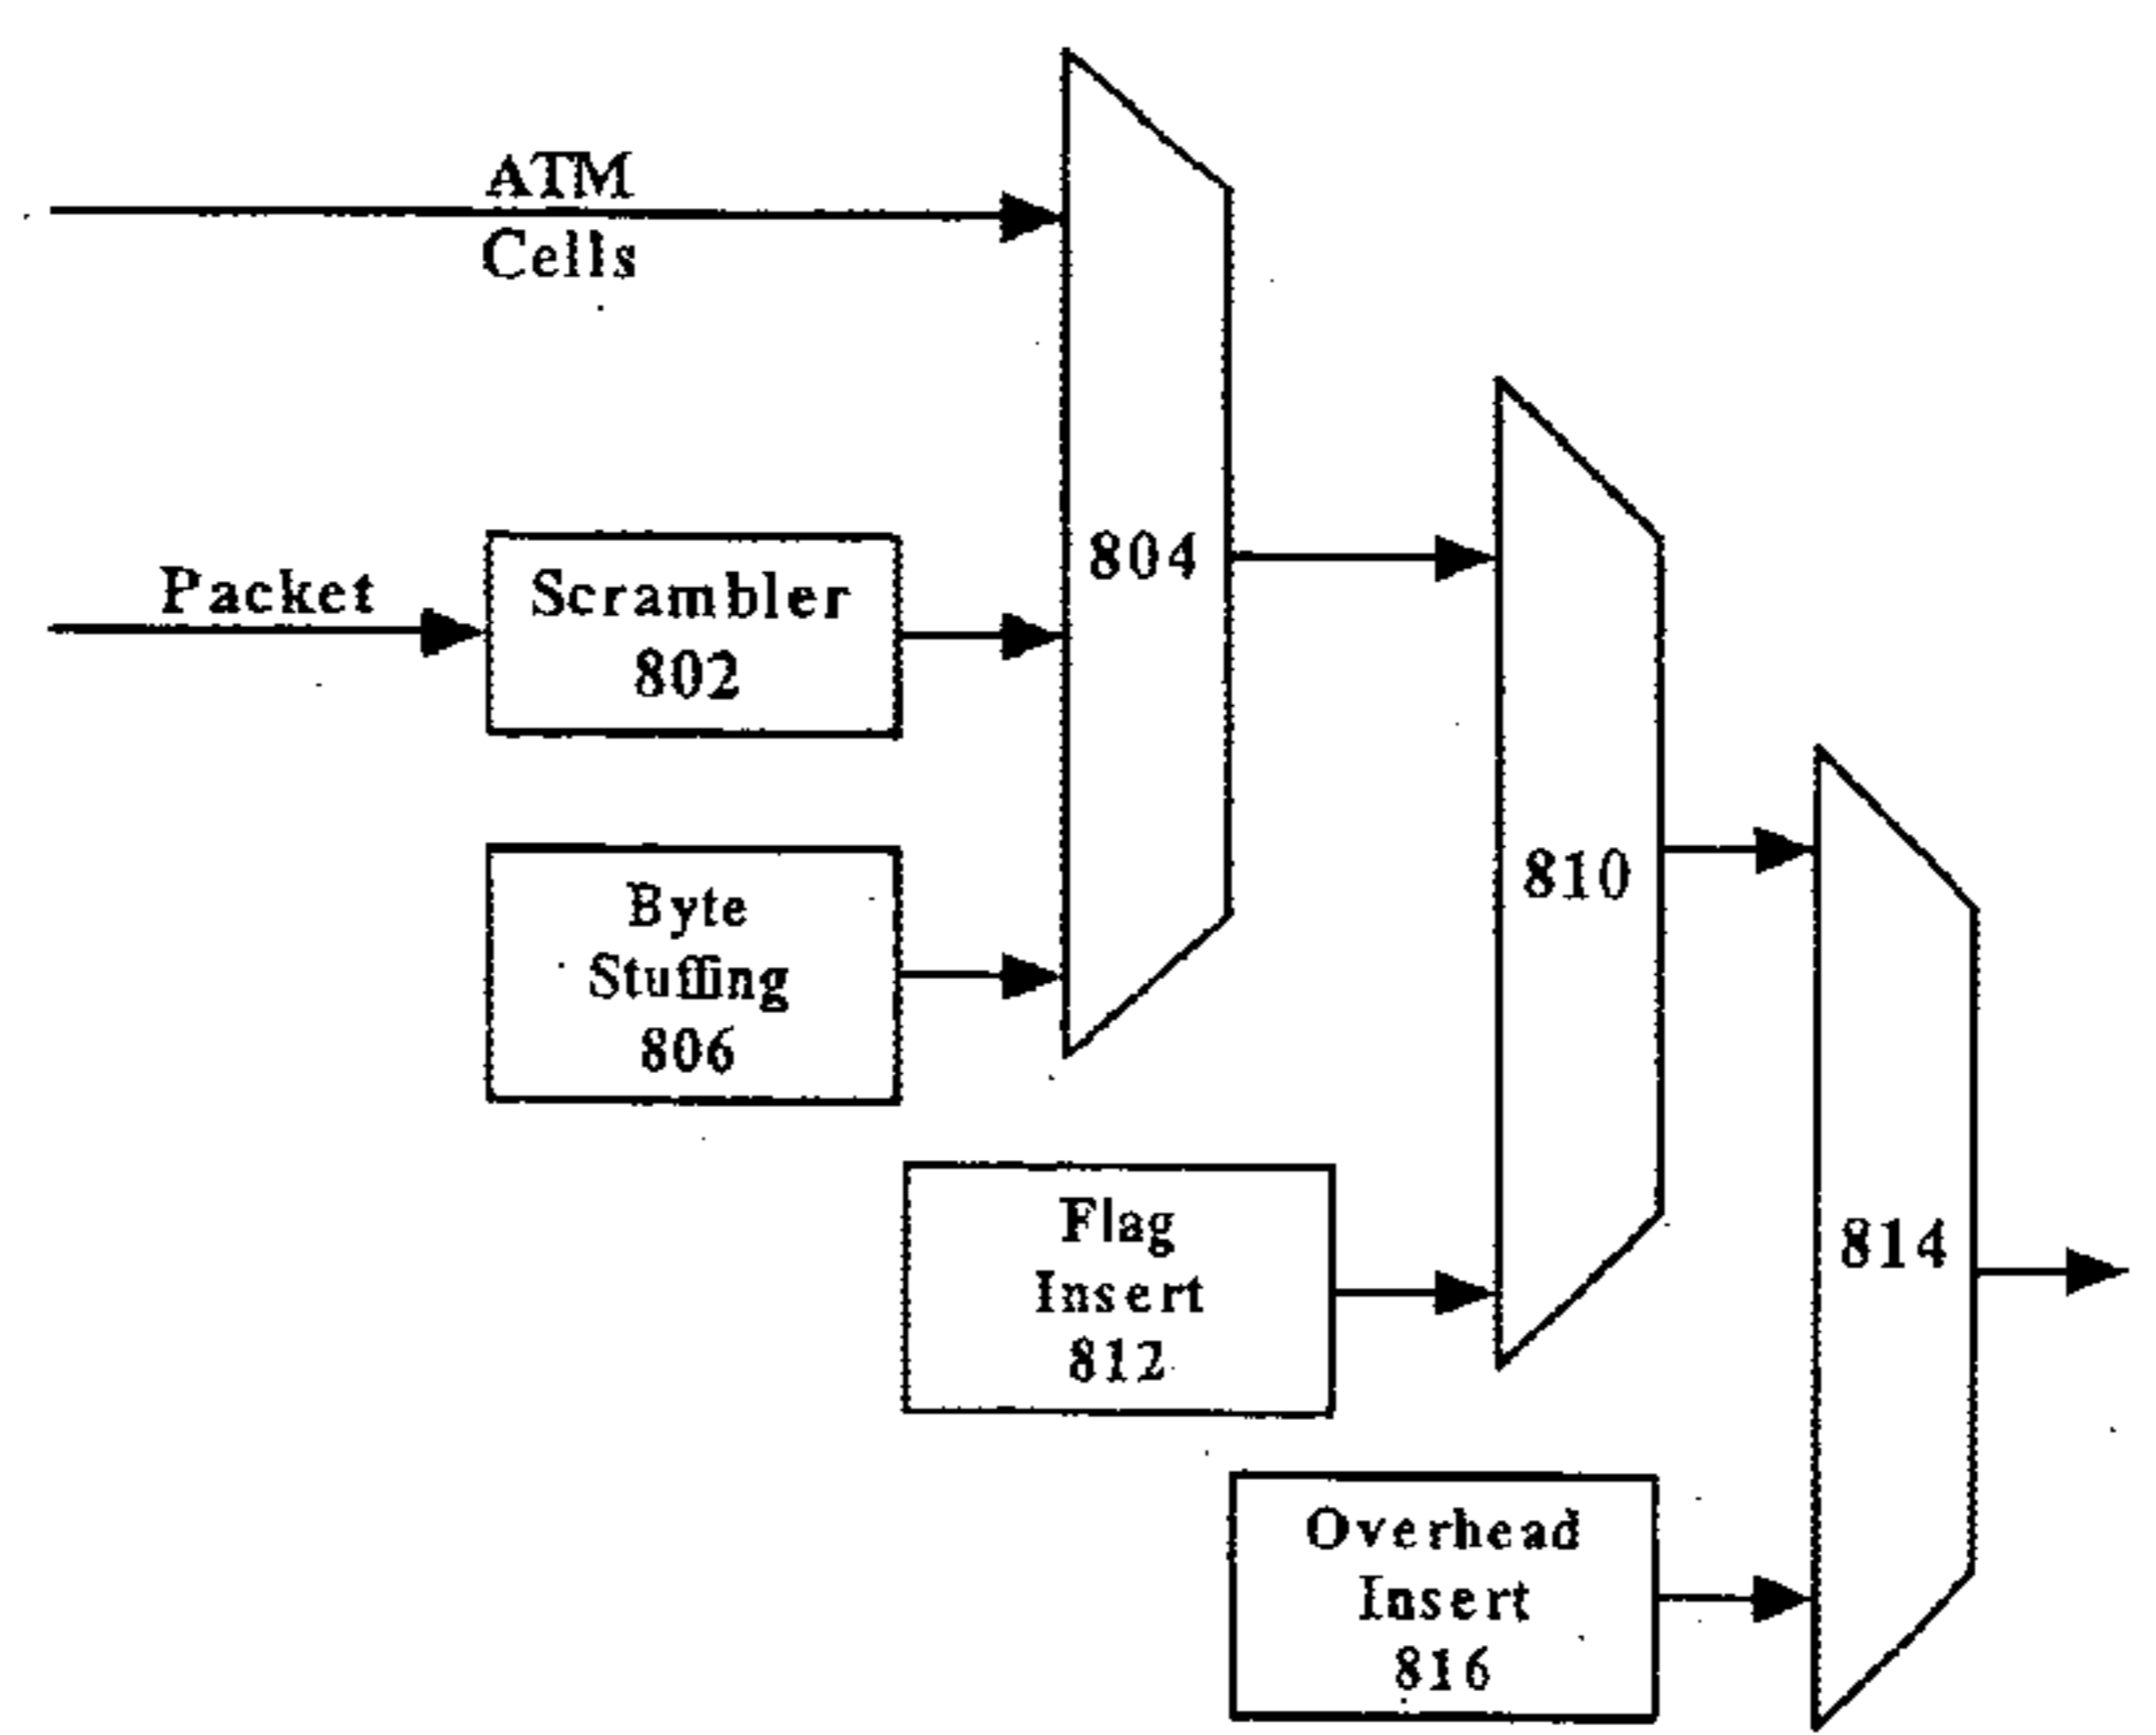 ATM
Cells
Packet
Scrambler
802
804
Byte
Stuffing
806
810
Flag
Insert
812
814
Overhead
Insert
816